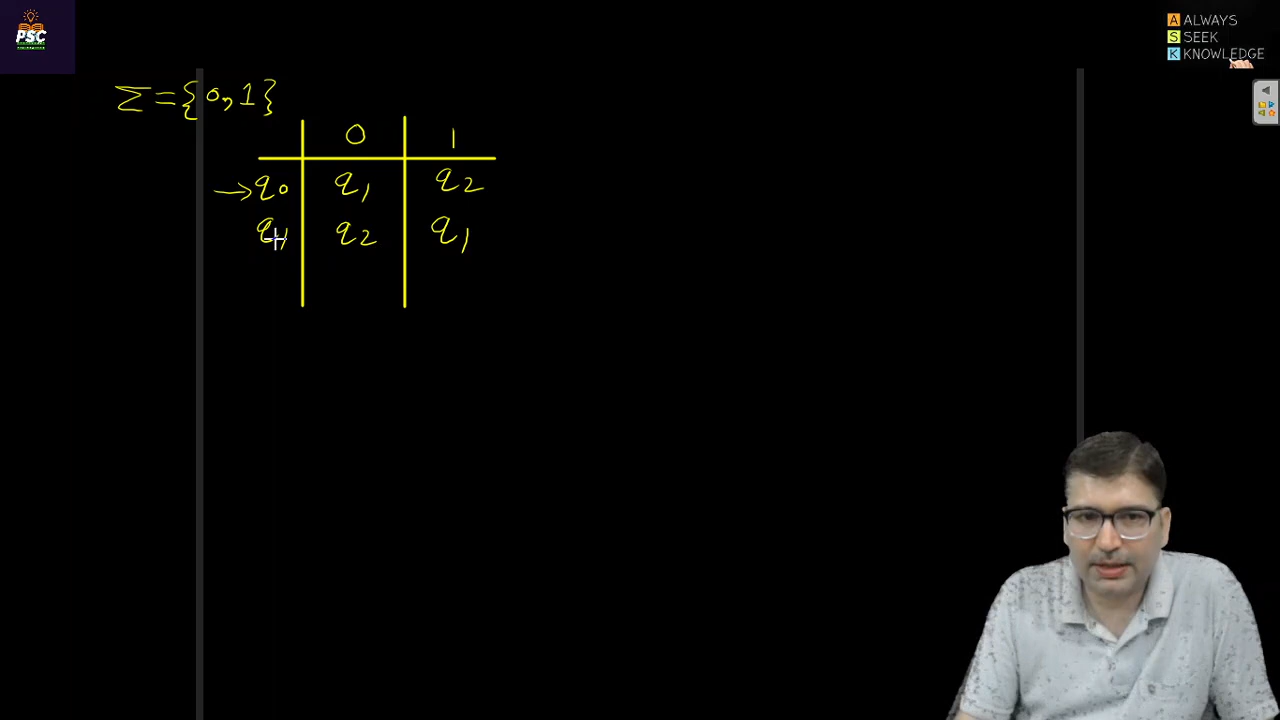 PSC
ALWAYS
SEEK
KNOWLEDGE
Σ={0,1}
0 1
→q0 q1 q2
q1 q2 q1